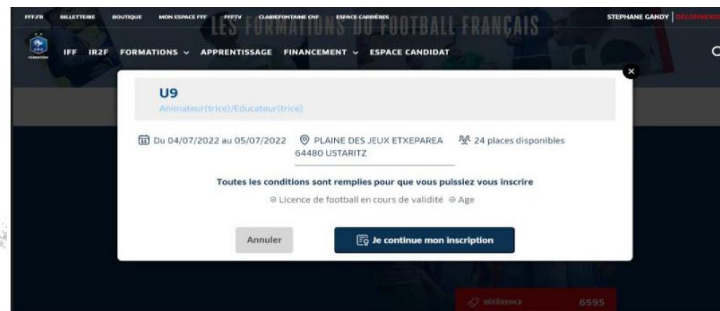 FFF.FR BILLETTERIE BOUTIQUE MON ESPACE FFF FFFTV CLAIREFONTAINE CNF ESPACE CARRIÈRES STEPHANE GANDY DÉCONNEXION
LES FORMATIONS DU FOOTBALL FRANÇAIS
IFF IR2F FORMATIONS APPRENTISSAGE FINANCEMENT ESPACE CANDIDAT
U9
Animateur(trice)/Educateur(trice)
Du 04/07/2022 au 05/07/2022 PLAINE DES JEUX ETXEPAREA 24 places disponibles
64480 USTARITZ
Toutes les conditions sont remplies pour que vous puissiez vous inscrire
Licence de football en cours de validité Age
Annuler Je continue mon inscription
RÉFÉRENCE 6595